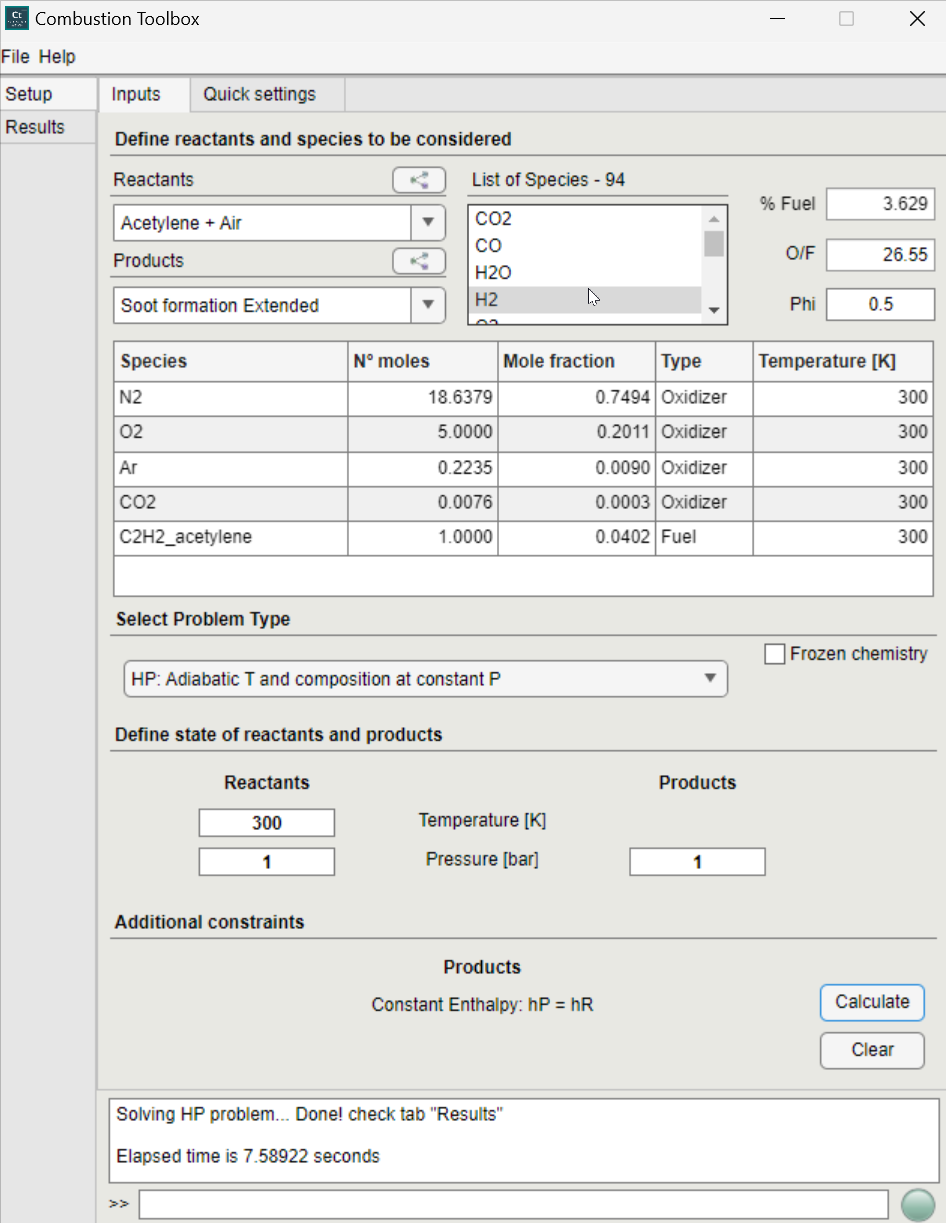 Ct Combustion Toolbox
File Help
Setup
Results
Inputs Quick settings
Define reactants and species to be considered
Reactants
Acetylene + Air
Products
Soot formation Extended
List of Species - 94
CO2
CO
H2O
H2
O2
% Fuel 3.629
O/F 26.55
Phi 0.5
Species Nº moles Mole fraction Type Temperature [K]
N2 18.6379 0.7494 Oxidizer 300
O2 5.0000 0.2011 Oxidizer 300
Ar 0.2235 0.0090 Oxidizer 300
CO2 0.0076 0.0003 Oxidizer 300
C2H2_acetylene 1.0000 0.0402 Fuel 300
Select Problem Type
Frozen chemistry
HP: Adiabatic T and composition at constant P
Define state of reactants and products
Reactants Products
300 Temperature [K]
1 Pressure [bar] 1
Additional constraints
Products
Constant Enthalpy: hP = hR
Calculate
Clear
Solving HP problem... Done! check tab "Results"
Elapsed time is 7.58922 seconds
>>